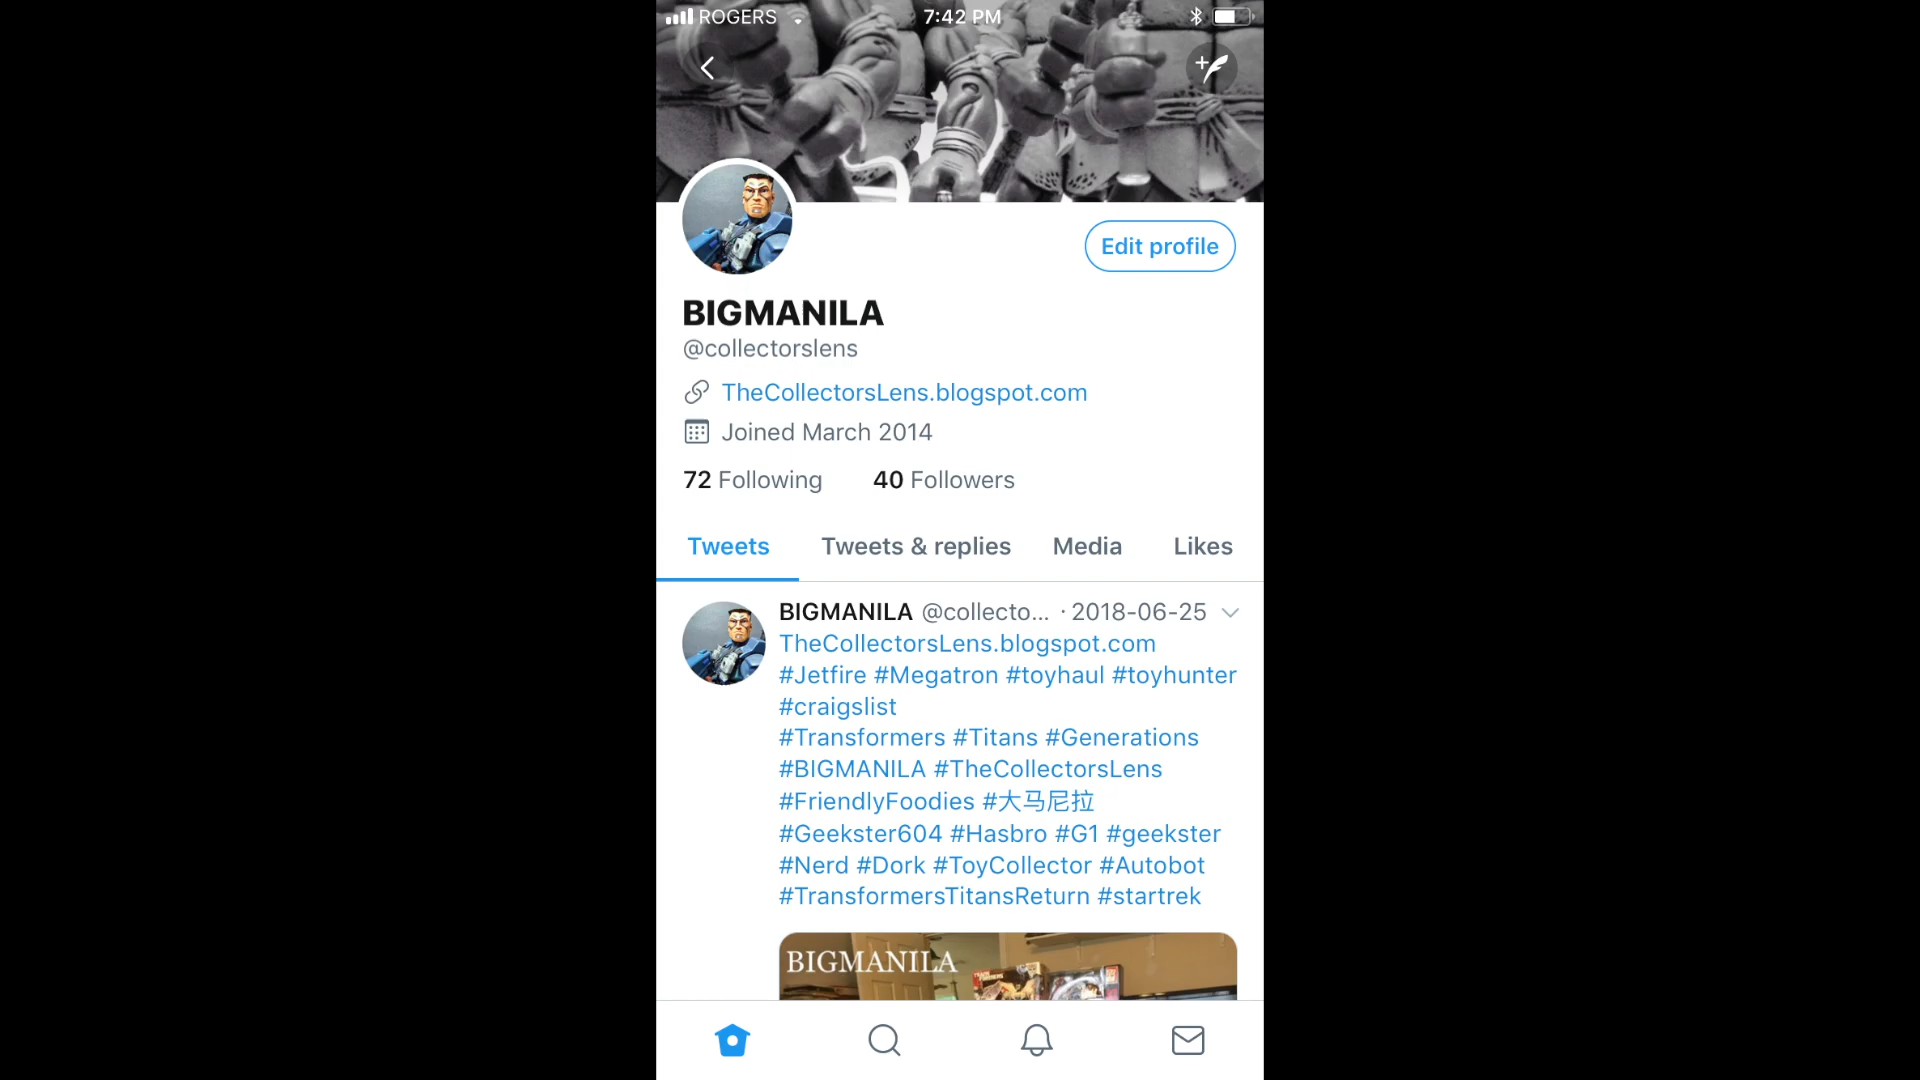 ROGERS 7:42 PM
Edit profile
BIGMANILA
@collectorslens
TheCollectorsLens.blogspot.com
Joined March 2014
72 Following 40 Followers
Tweets Tweets & replies Media Likes
BIGMANILA @collecto... · 2018-06-25
TheCollectorsLens.blogspot.com
#Jetfire #Megatron #toyhaul #toyhunter
#craigslist
#Transformers #Titans #Generations
#BIGMANILA #TheCollectorsLens
#FriendlyFoodies #大马尼拉
#Geekster604 #Hasbro #G1 #geekster
#Nerd #Dork #ToyCollector #Autobot
#TransformersTitansReturn #startrek
BIGMANILA